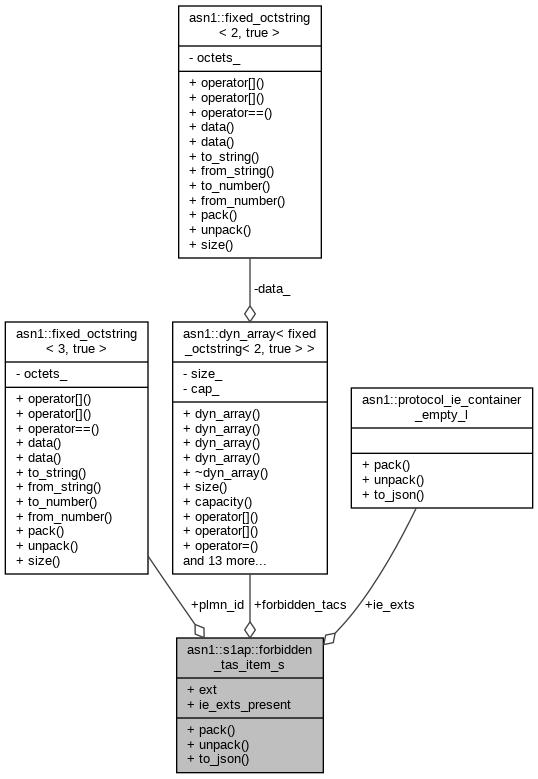 asn1::fixed_octstring
< 2, true >
- octets_
+ operator[]()
+ operator[]()
+ operator==()
+ data()
+ data()
+ to_string()
+ from_string()
+ to_number()
+ from_number()
+ pack()
+ unpack()
+ size()
-data_
asn1::fixed_octstring
< 3, true >
- octets_
+ operator[]()
+ operator[]()
+ operator==()
+ data()
+ data()
+ to_string()
+ from_string()
+ to_number()
+ from_number()
+ pack()
+ unpack()
+ size()
asn1::dyn_array< fixed
_octstring< 2, true > >
- size_
- cap_
+ dyn_array()
+ dyn_array()
+ dyn_array()
+ dyn_array()
+ ~dyn_array()
+ size()
+ capacity()
+ operator[]()
+ operator[]()
+ operator=()
and 13 more...
asn1::protocol_ie_container
_empty_l
+ pack()
+ unpack()
+ to_json()
+plmn_id
+forbidden_tacs
+ie_exts
asn1::s1ap::forbidden
_tas_item_s
+ ext
+ ie_exts_present
+ pack()
+ unpack()
+ to_json()